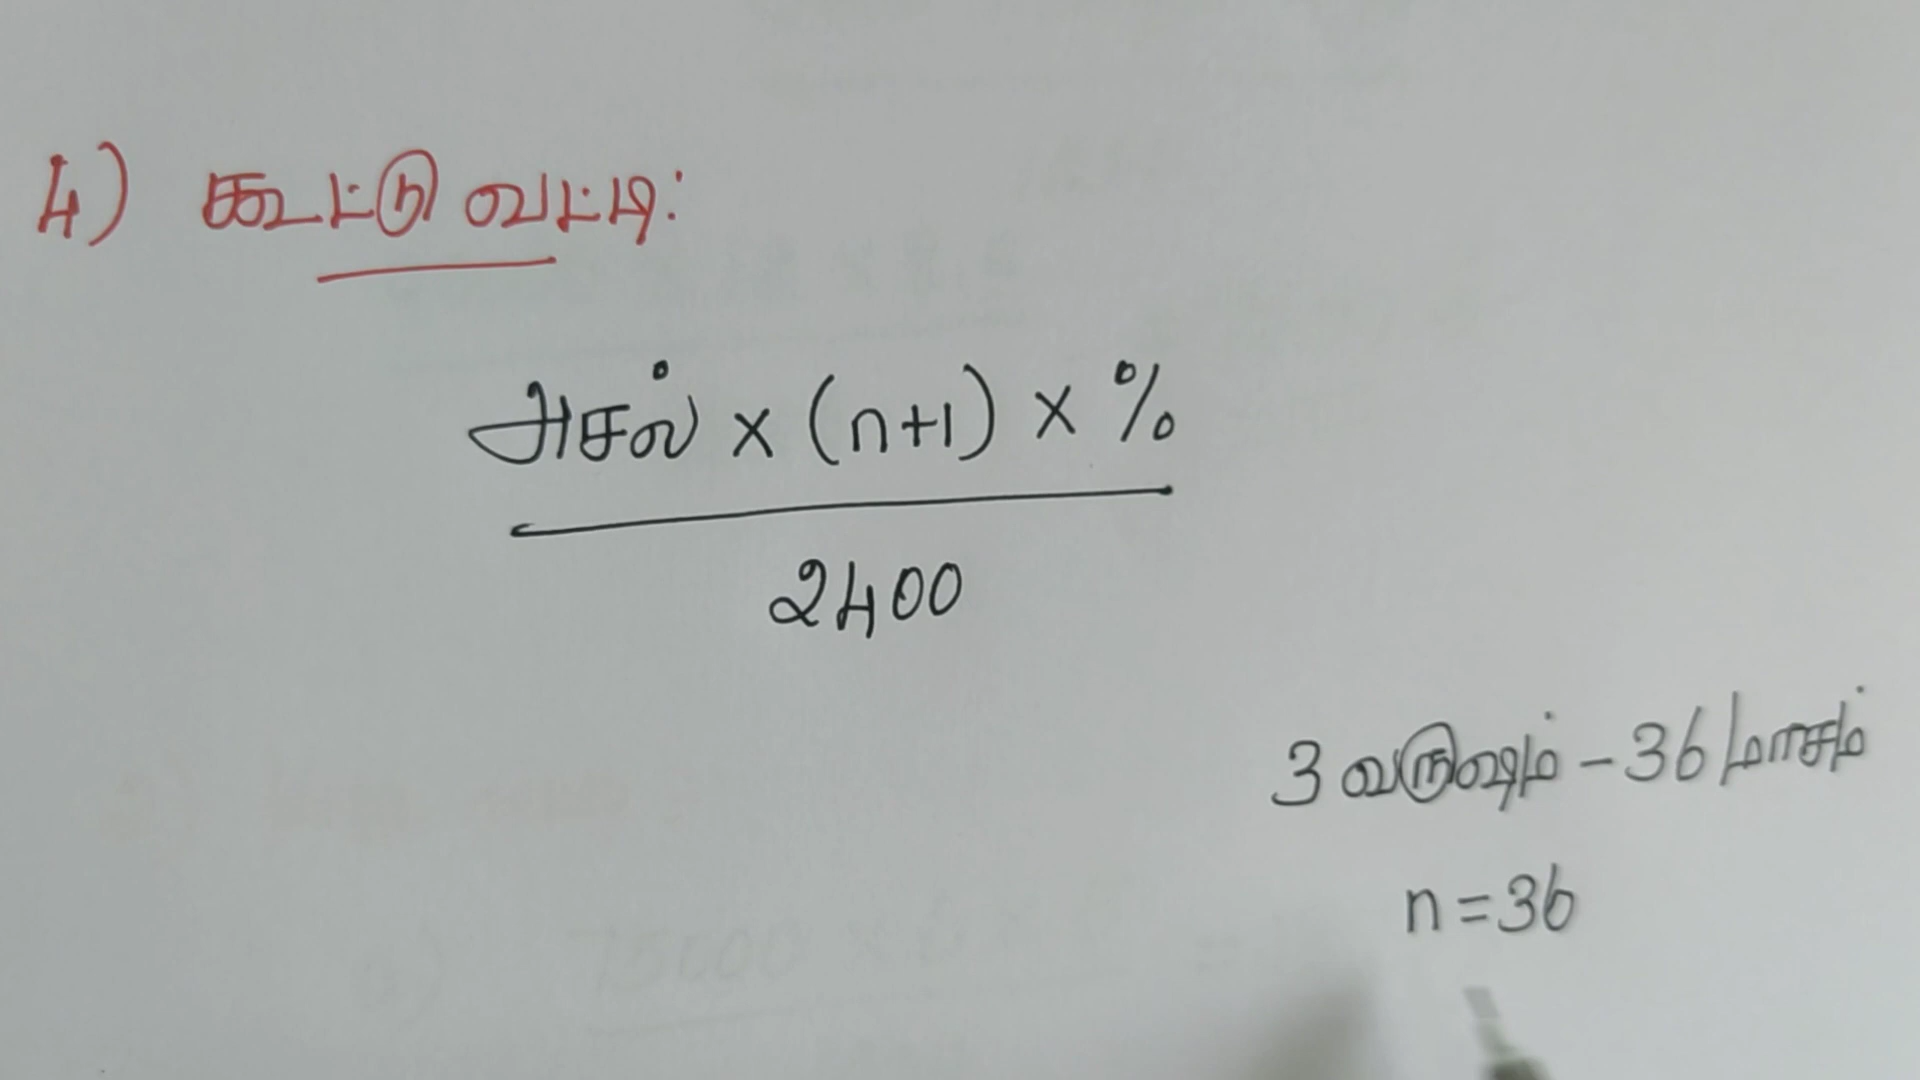 4) கூட்டு வட்டி:
அசல் x (n+1) x %
2400
3 வருஷம் - 36 மாசம்
n = 36